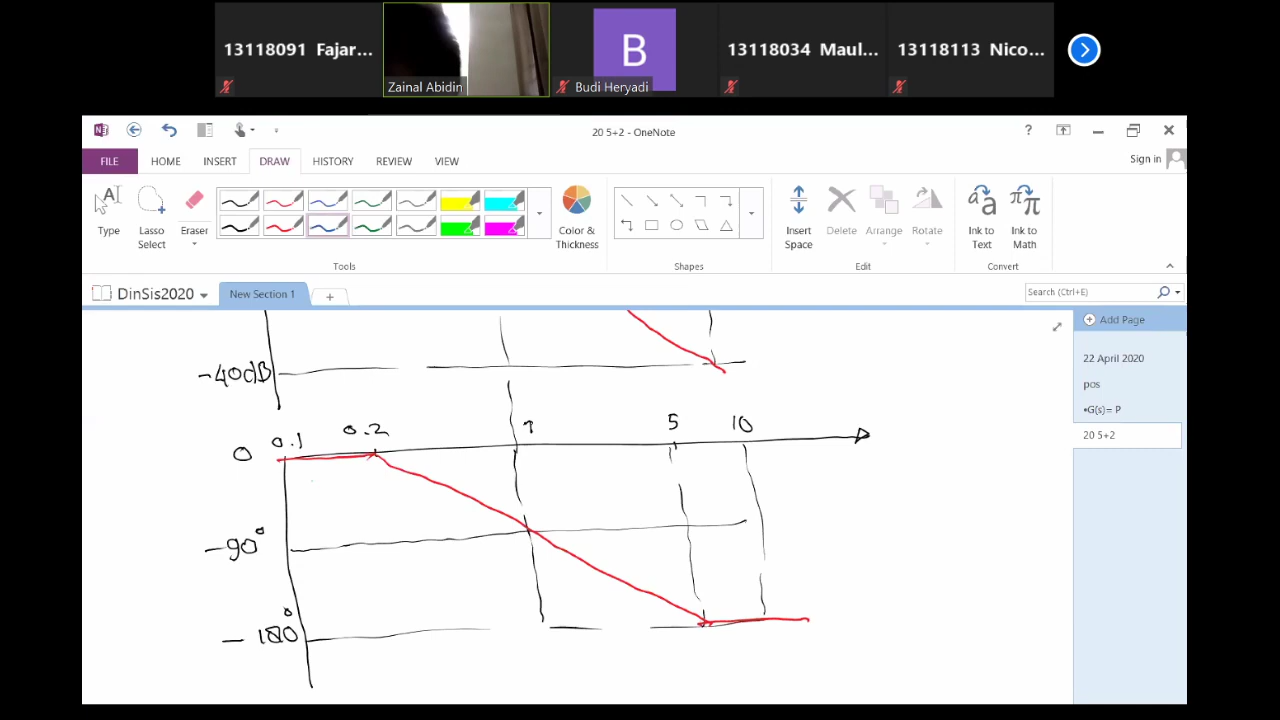 13118091 Fajar...
Zainal Abidin
B
Budi Heryadi
13118034 Maul...
13118113 Nico...
20 5+2 - OneNote
?
FILE
HOME
INSERT
DRAW
HISTORY
REVIEW
VIEW
Sign in
Type
Lasso Select
Eraser
Color & Thickness
Insert Space
Delete
Arrange
Rotate
Ink to Text
Ink to Math
Tools
Shapes
Edit
Convert
DinSis2020
New Section 1
Search (Ctrl+E)
Add Page
22 April 2020
pos
•G(s)= P
20 5+2
-40dB
0
0.1
0.2
1
5
10
-90°
-180°